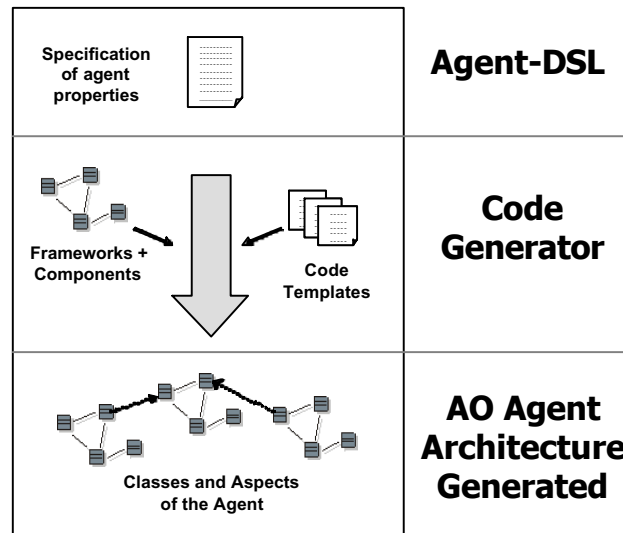 Specification
of agent
properties
Agent-DSL
Frameworks +
Components
Code
Templates
Code
Generator
Classes and Aspects
of the Agent
AO Agent
Architecture
Generated